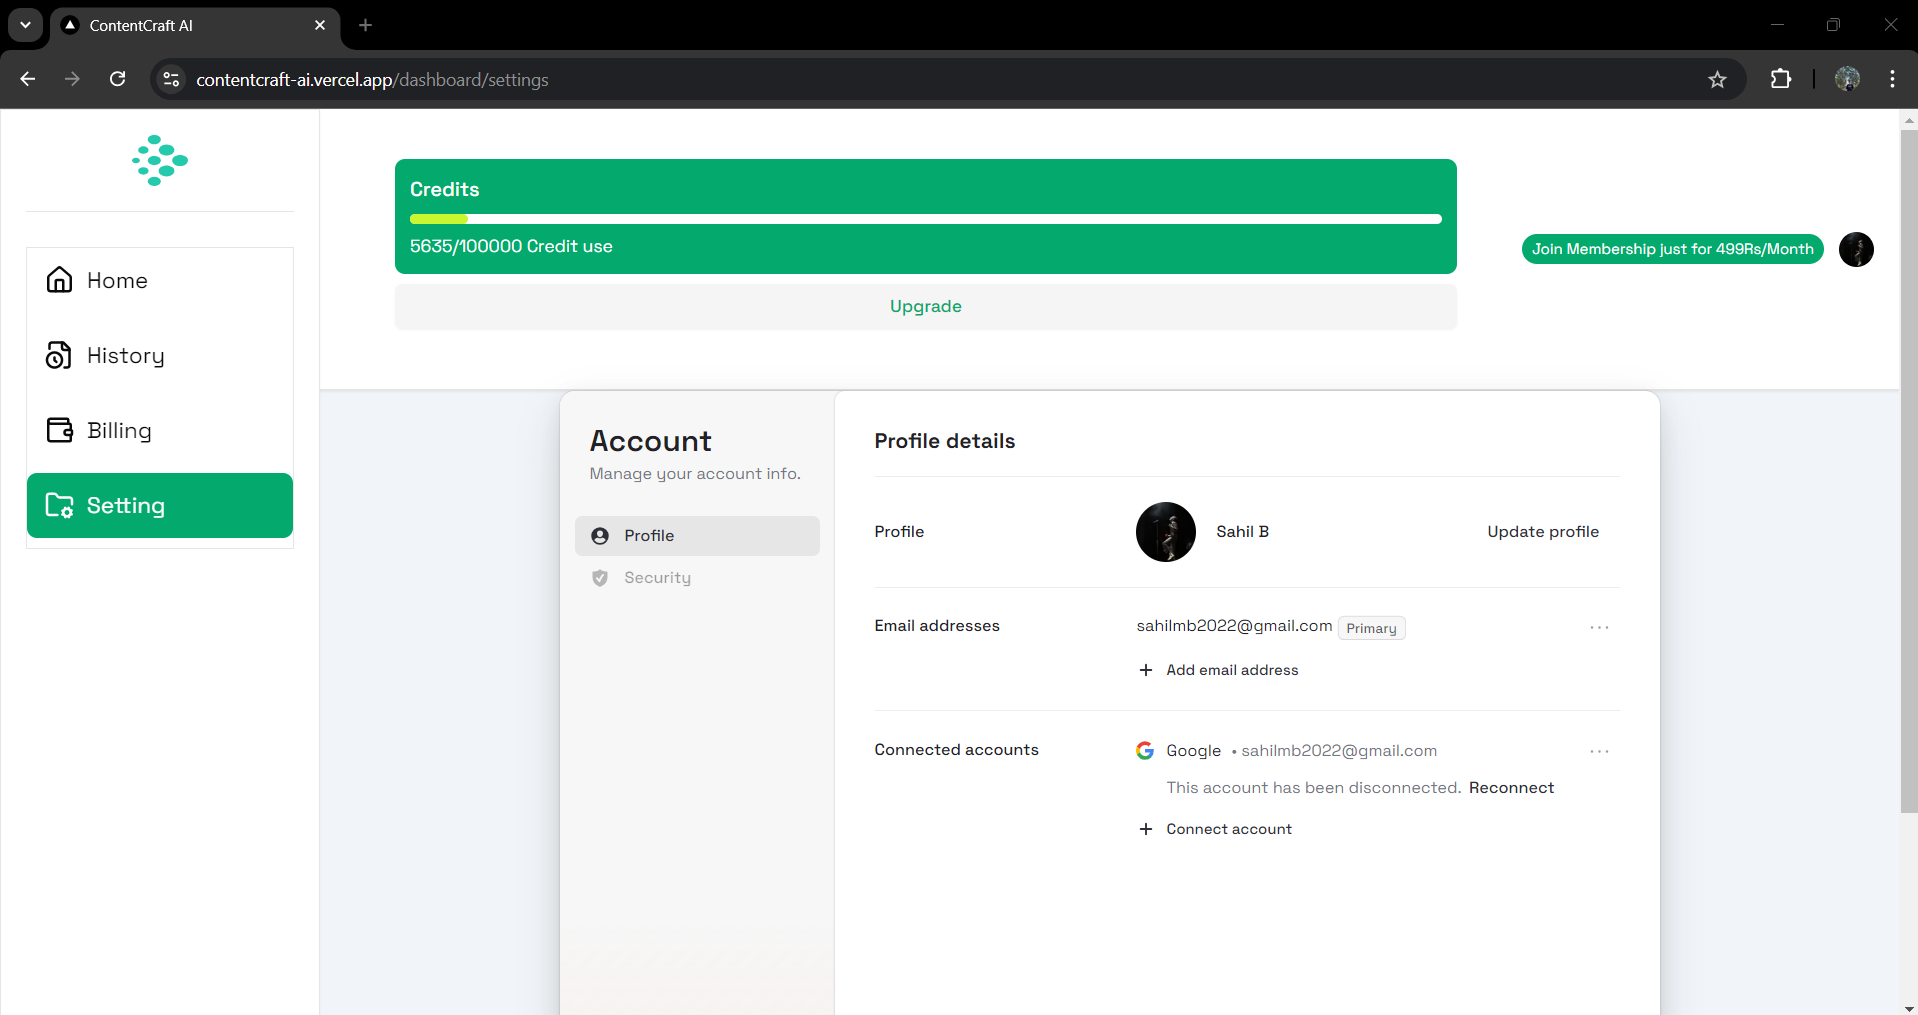 ContentCraft AI
contentcraft-ai.vercel.app/dashboard/settings
Home
History
Billing
Setting
Credits
5635/100000 Credit use
Upgrade
Join Membership just for 499Rs/Month
Account
Manage your account info.
Profile
Security
Profile details
Profile
Sahil B
Update profile
Email addresses
sahilmb2022@gmail.com Primary
Add email address
Connected accounts
Google • sahilmb2022@gmail.com
This account has been disconnected. Reconnect
Connect account